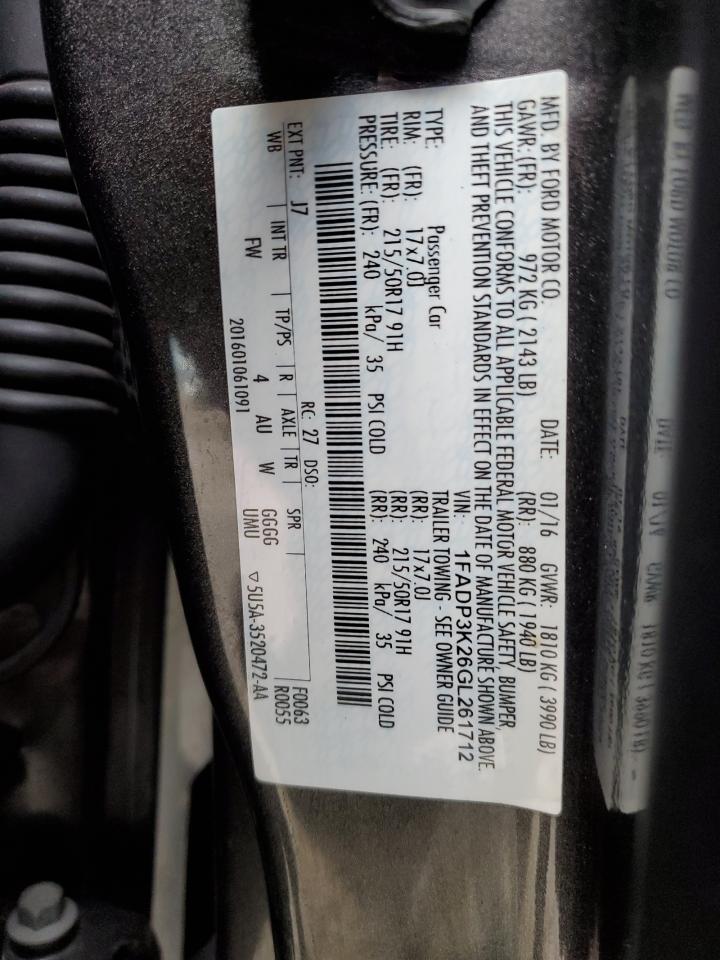 MFD. BY FORD MOTOR CO.
DATE: 01/16 GVWR: 1810 KG ( 3990 LB)
GAWR: (FR): 972 KG ( 2143 LB) (RR): 880 KG ( 1940 LB)
THIS VEHICLE CONFORMS TO ALL APPLICABLE FEDERAL MOTOR VEHICLE SAFETY, BUMPER,
AND THEFT PREVENTION STANDARDS IN EFFECT ON THE DATE OF MANUFACTURE SHOWN ABOVE.
VIN: 1FADP3K26GL261712
TYPE: Passenger Car TRAILER TOWING - SEE OWNER GUIDE
RIM: (FR): 17x7.0J (RR): 17x7.0J
TIRE: (FR): 215/50R17 91H (RR): 215/50R17 91H
PRESSURE: (FR): 240 kPa/ 35 PSI COLD (RR): 240 kPa/ 35 PSI COLD
EXT PNT: J7 RC: 27 DSO: F0063
WB INT TR TP/PS R AXLE TR SPR R0055
FW 4 AU W GGGG
201601061091 UMU ▽5U5A-3520472-AA